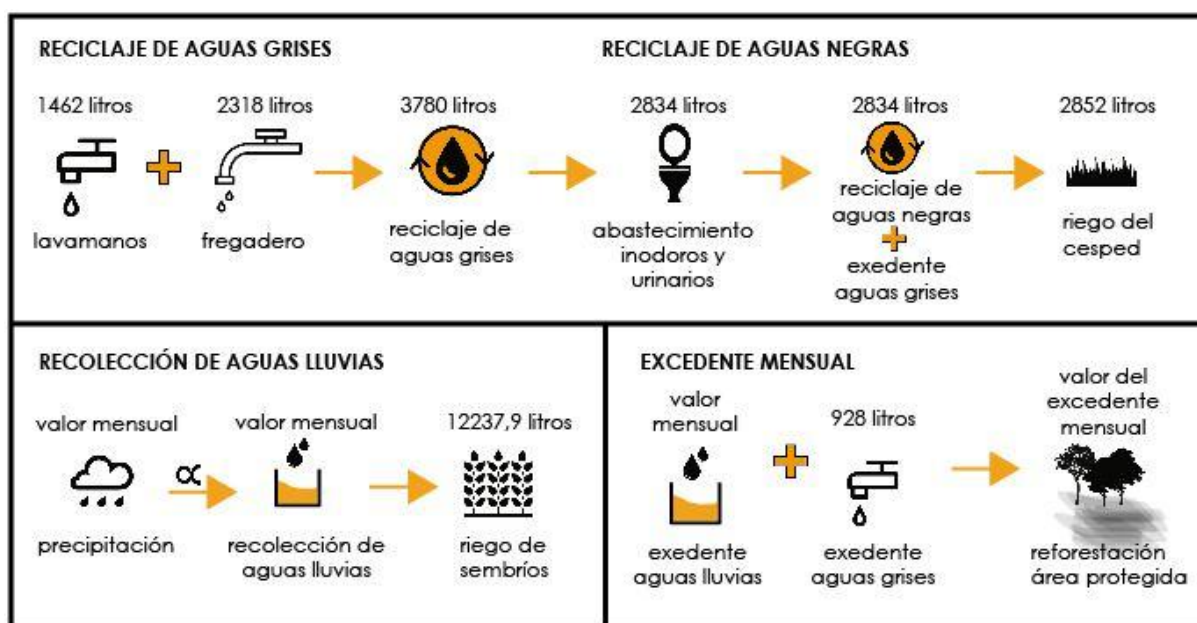 RECICLAJE DE AGUAS GRISES
RECICLAJE DE AGUAS NEGRAS
1462 litros
2318 litros
3780 litros
2834 litros
2834 litros
2852 litros
lavamanos
fregadero
reciclaje de
aguas grises
abastecimiento
inodoros y
urinarios
reciclaje de
aguas negras
+
exedente
aguas grises
riego del
cesped
RECOLECCIÓN DE AGUAS LLUVIAS
valor mensual
valor mensual
12237,9 litros
∝
precipitación
recolección de
aguas lluvias
riego de
sembríos
EXCEDENTE MENSUAL
valor
mensual
928 litros
valor del
excedente
mensual
exedente
aguas lluvias
exedente
aguas grises
reforestación
área protegida